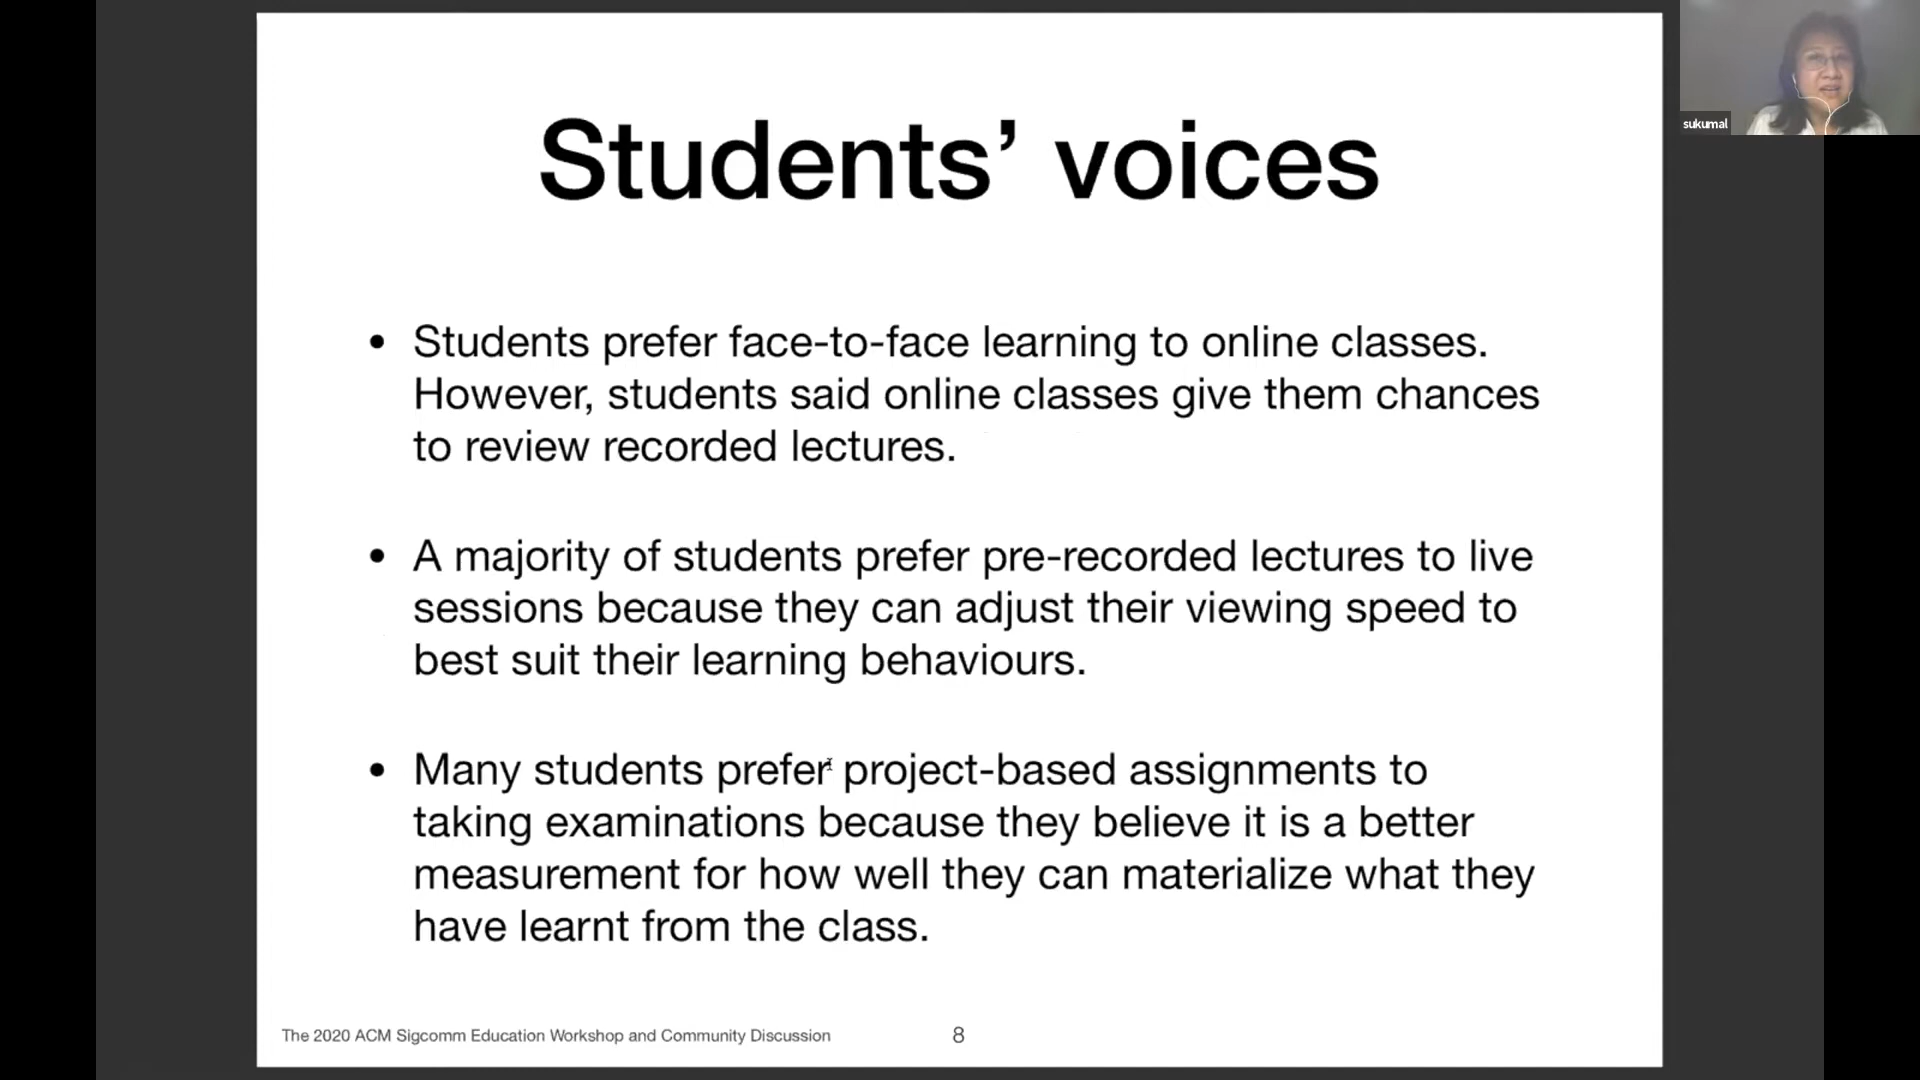 sukumal
Students’ voices
• Students prefer face-to-face learning to online classes.
However, students said online classes give them chances
to review recorded lectures.
• A majority of students prefer pre-recorded lectures to live
sessions because they can adjust their viewing speed to
best suit their learning behaviours.
• Many students prefer project-based assignments to
taking examinations because they believe it is a better
measurement for how well they can materialize what they
have learnt from the class.
The 2020 ACM Sigcomm Education Workshop and Community Discussion 8